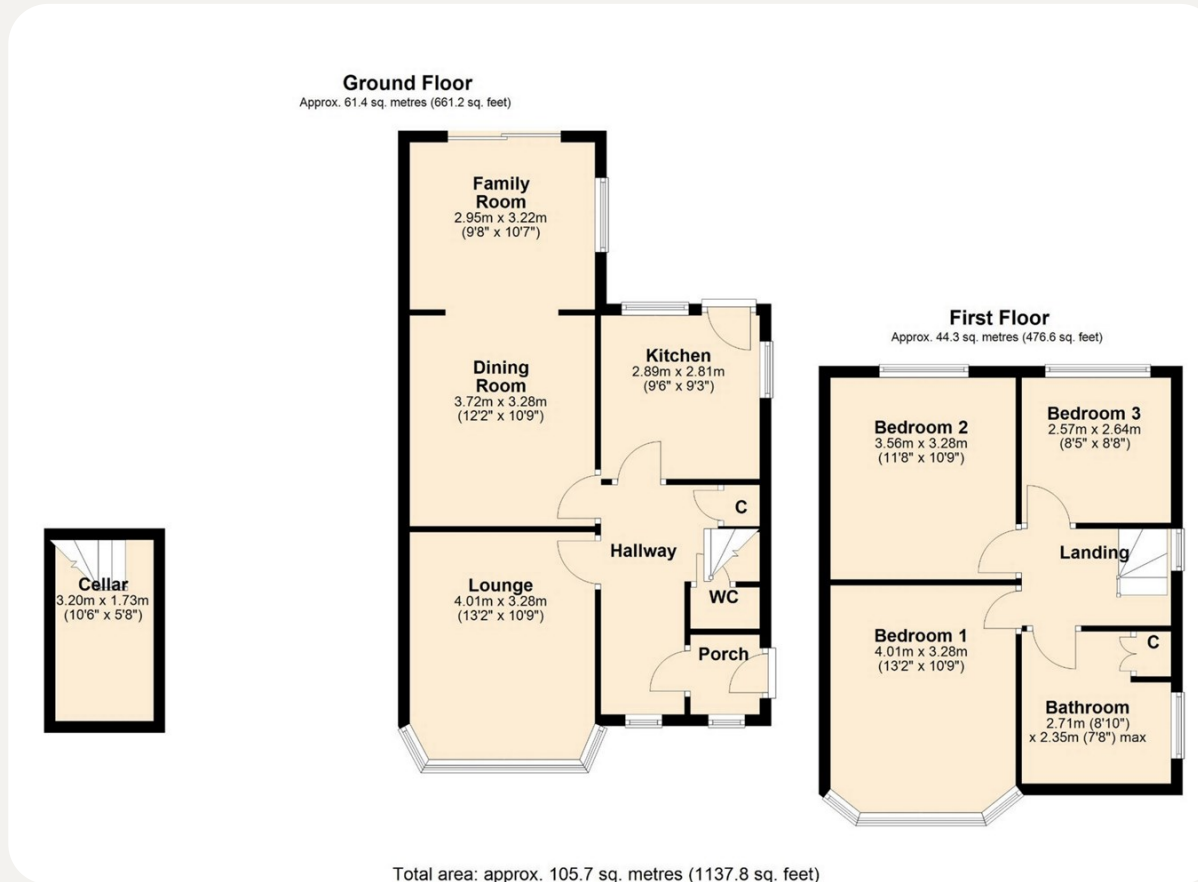 Ground Floor
Approx. 61.4 sq. metres (661.2 sq. feet)
Family
Room
2.95m x 3.22m
(9'8" x 10'7")
Dining
Room
3.72m x 3.28m
(12'2" x 10'9")
Kitchen
2.89m x 2.81m
(9'6" x 9'3")
C
Hallway
Lounge
4.01m x 3.28m
(13'2" x 10'9")
WC
Porch
Cellar
3.20m x 1.73m
(10'6" x 5'8")
First Floor
Approx. 44.3 sq. metres (476.6 sq. feet)
Bedroom 2
3.56m x 3.28m
(11'8" x 10'9")
Bedroom 3
2.57m x 2.64m
(8'5" x 8'8")
Landing
Bedroom 1
4.01m x 3.28m
(13'2" x 10'9")
C
Bathroom
2.71m (8'10")
x 2.35m (7'8") max
Total area: approx. 105.7 sq. metres (1137.8 sq. feet)